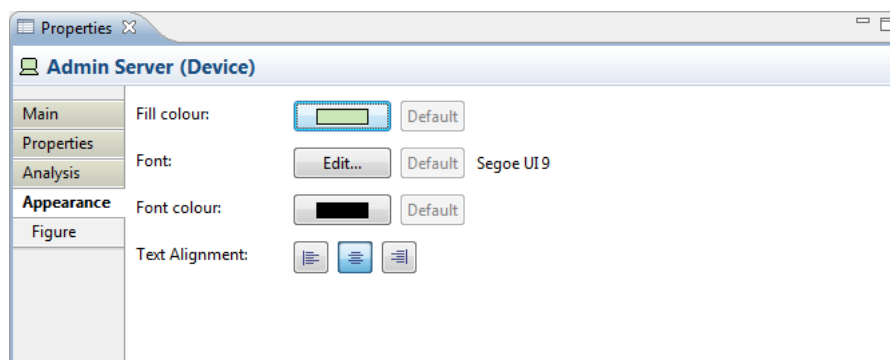 Properties
Admin Server (Device)
Main
Properties
Analysis
Appearance
Figure
Fill colour: Default
Font: Edit... Default Segoe UI 9
Font colour: Default
Text Alignment: